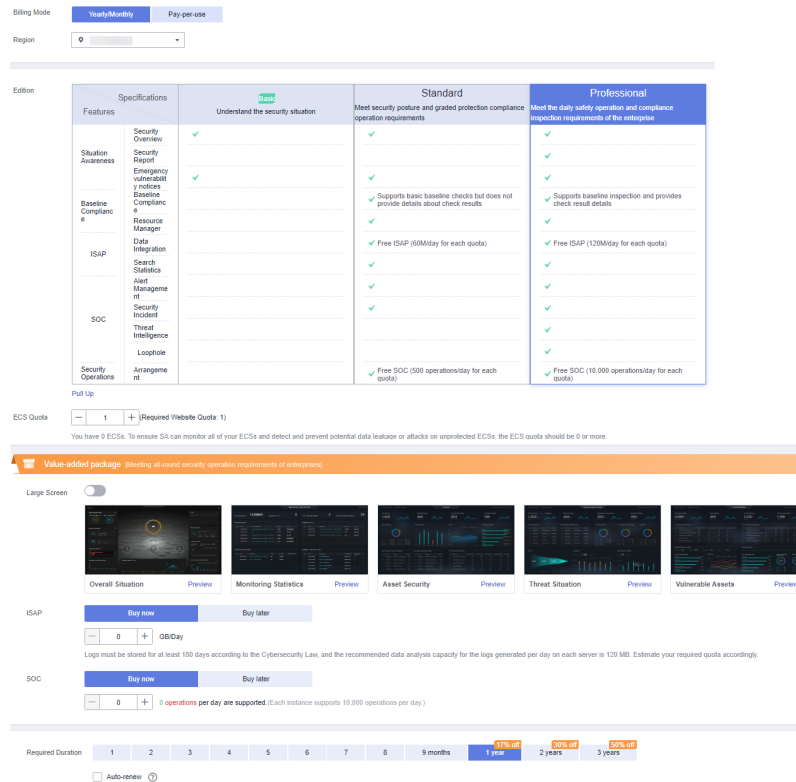 Billing Mode Yearly/Monthly Pay-per-use
Region
Edition
Specifications
Features
Basic
Understand the security situation
Standard
Meet security posture and graded protection compliance
operation requirements
Professional
Meet the daily safety operation and compliance
inspection requirements of the enterprise
Situation
Awareness
Security
Overview
Security
Report
Emergency
vulnerabilit
y notices
Baseline
Complianc
e
Baseline
Complianc
e
Supports basic baseline checks but does not
provide details about check results
Supports baseline inspection and provides
check result details
Resource
Manager
ISAP
Data
Integration
Free ISAP (60M/day for each quota)
Free ISAP (120M/day for each quota)
Search
Statistics
SOC
Alert
Manageme
nt
Security
Incident
Threat
Intelligence
Loophole
Security
Operations
Arrangeme
nt
Free SOC (500 operations/day for each
quota)
Free SOC (10,000 operations/day for each
quota)
Pull Up
ECS Quota 1 (Required Website Quota: 1)
You have 0 ECSs. To ensure SA can monitor all of your ECSs and detect and prevent potential data leakage or attacks on unprotected ECSs, the ECS quota should be 0 or more.
Value-added package (Meeting all-round security operation requirements of enterprises)
Large Screen
Overall Situation Preview
Monitoring Statistics Preview
Asset Security Preview
Threat Situation Preview
Vulnerable Assets Preview
ISAP Buy now Buy later
0 GB/Day
Logs must be stored for at least 180 days according to the Cybersecurity Law, and the recommended data analysis capacity for the logs generated per day on each server is 120 MB. Estimate your required quota accordingly.
SOC Buy now Buy later
0 0 operations per day are supported.(Each instance supports 10,000 operations per day.)
17% off 30% off 50% off
Required Duration 1 2 3 4 5 6 7 8 9 months 1 year 2 years 3 years
Auto-renew ?